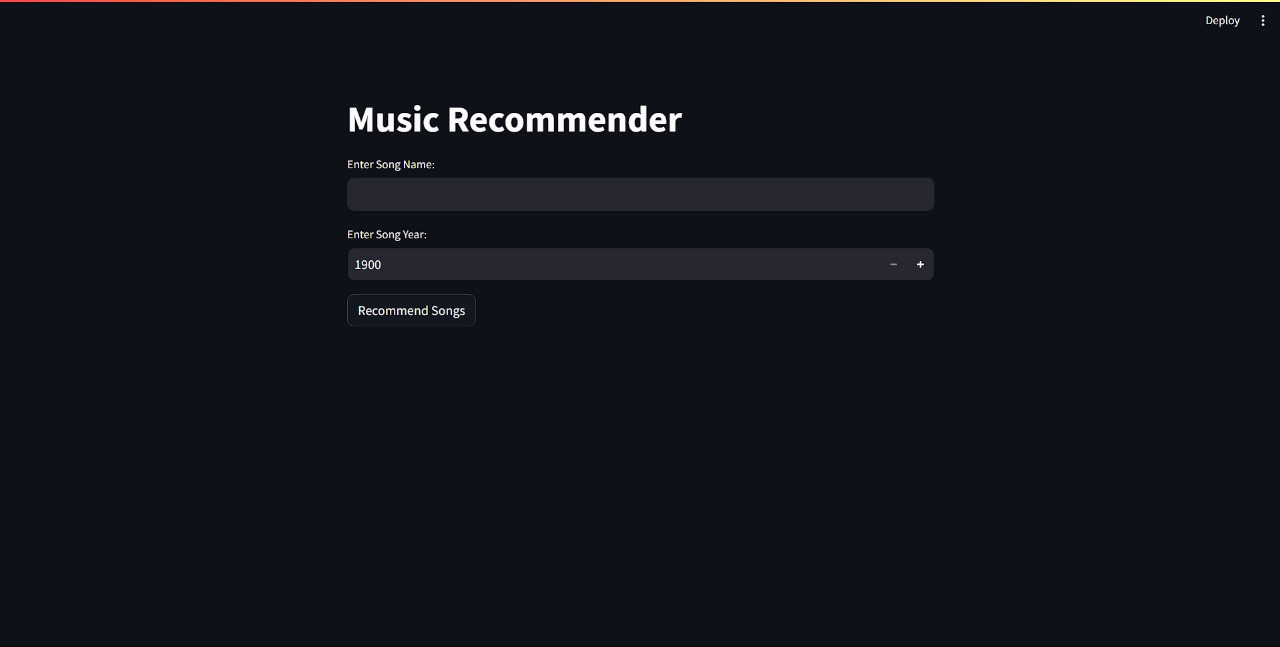 Deploy
Music Recommender
Enter Song Name:
Enter Song Year:
1900
Recommend Songs